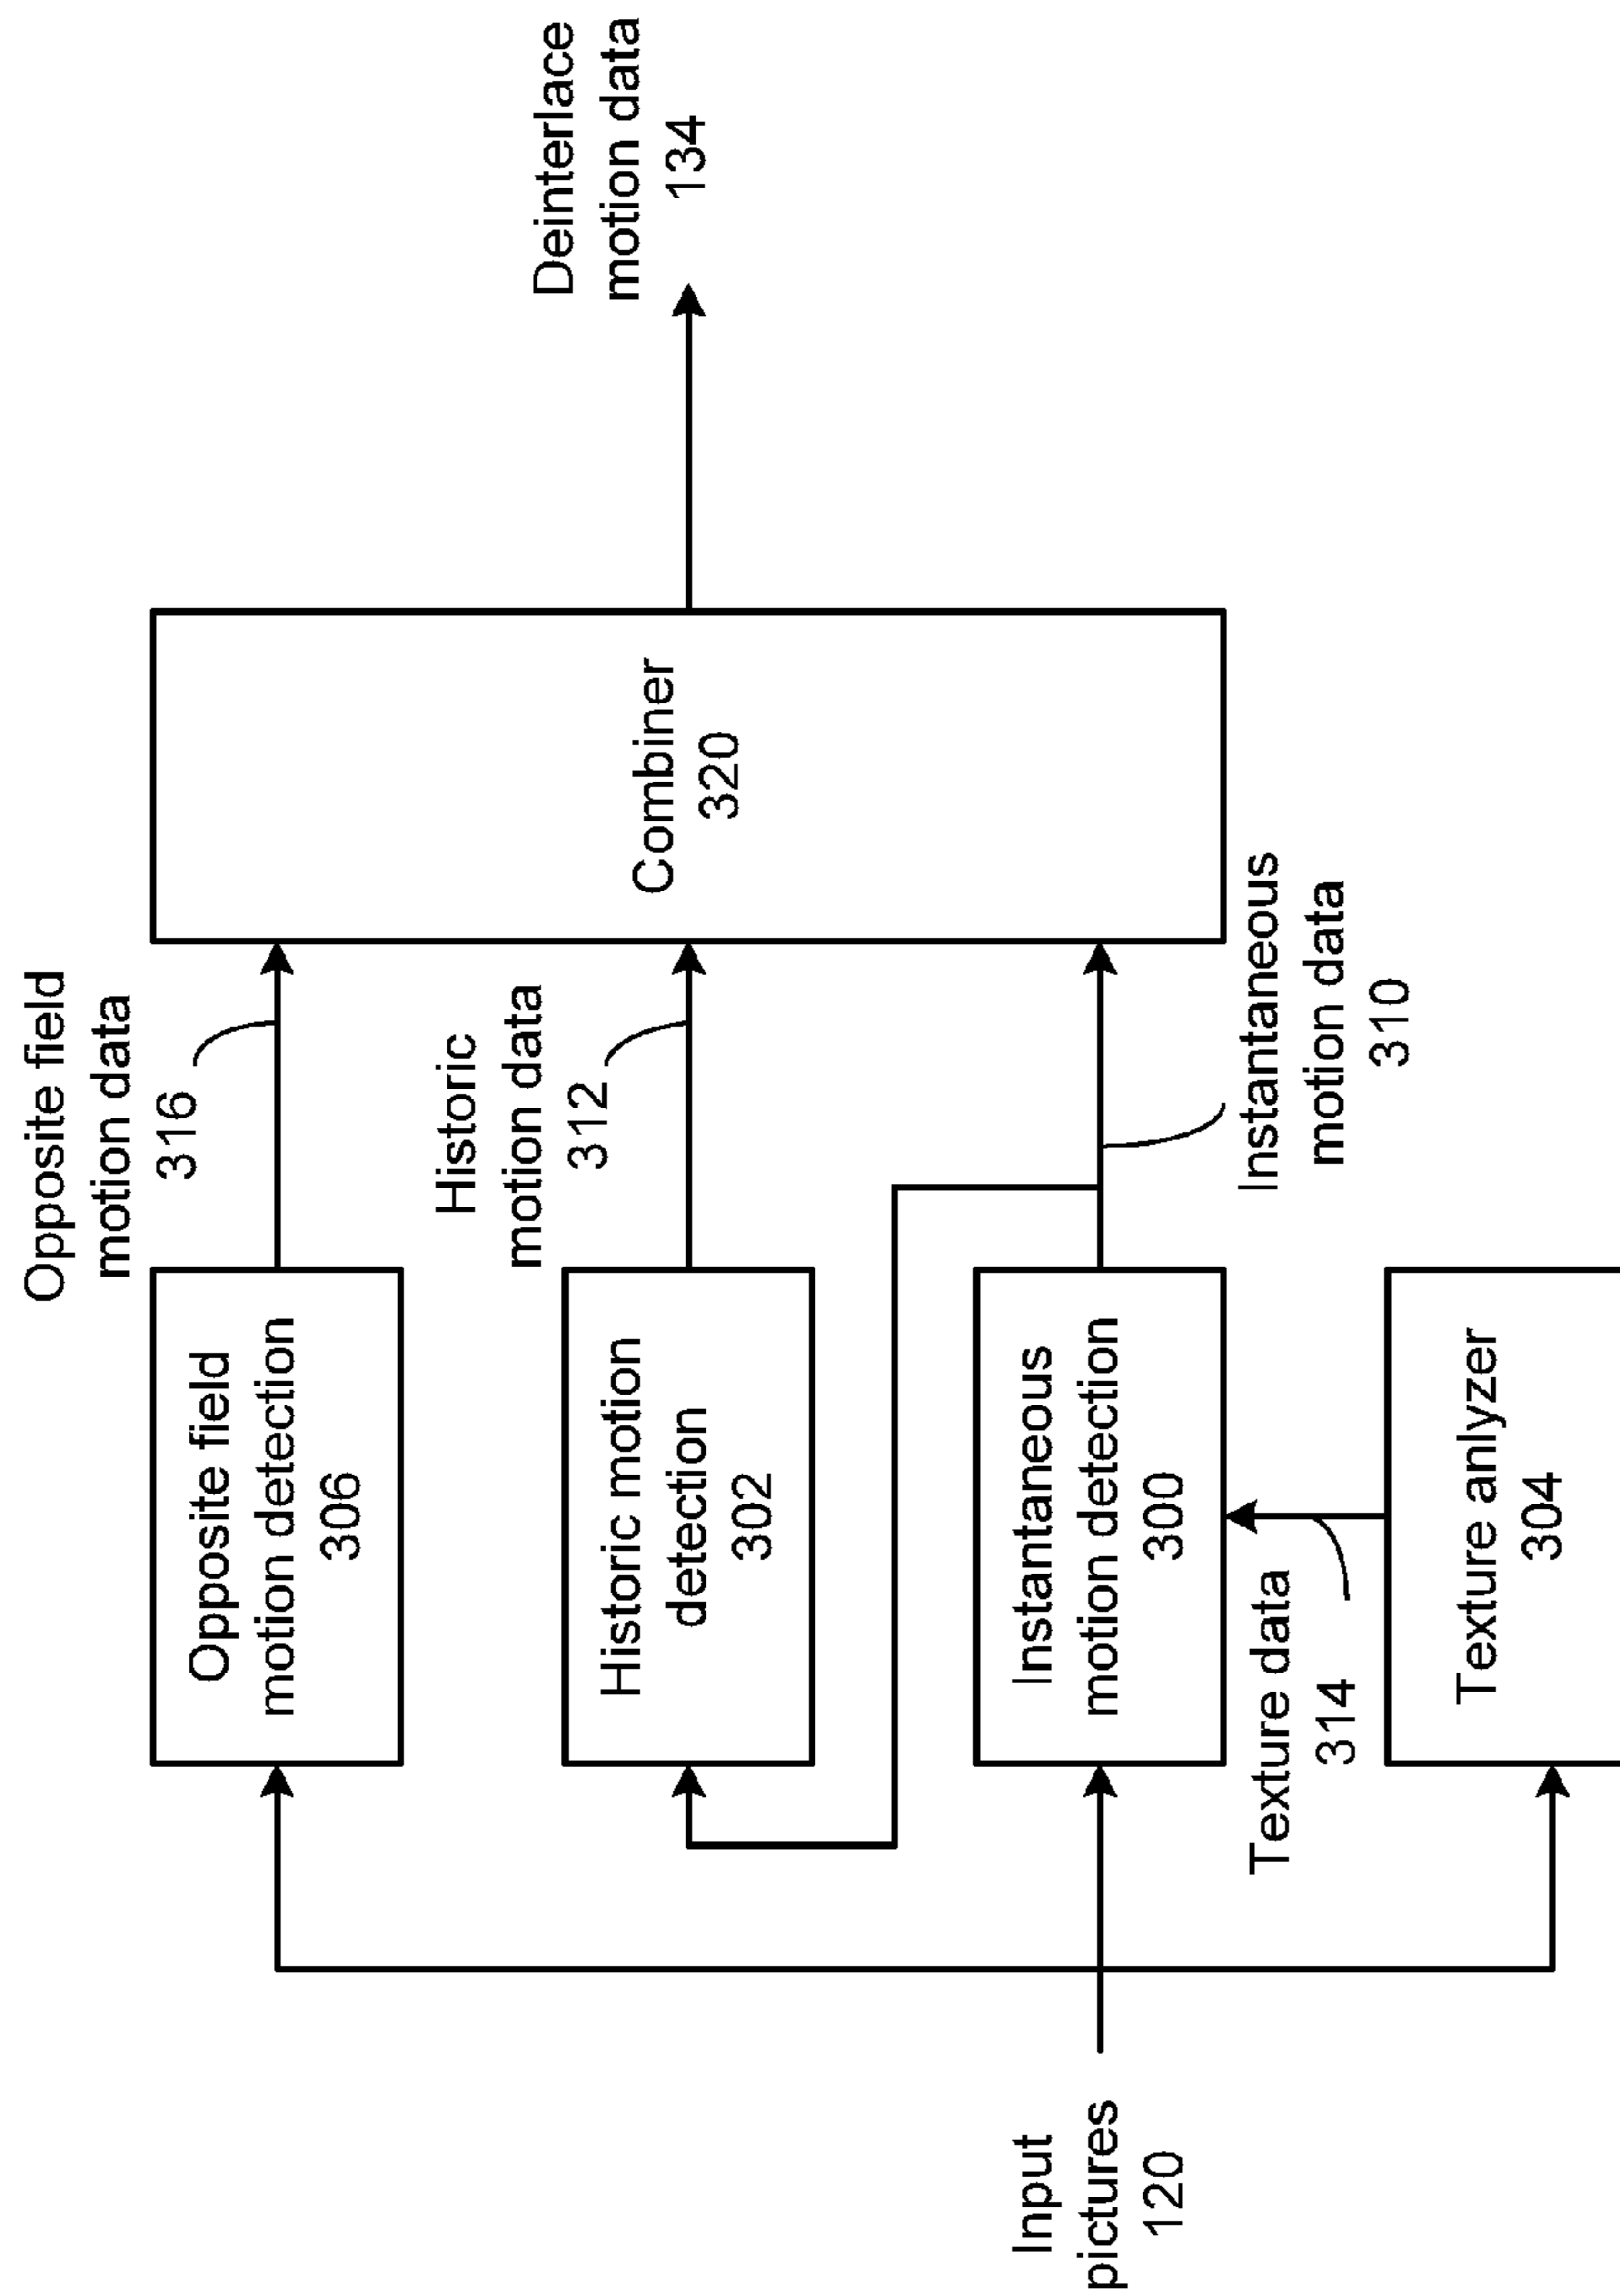 Opposite field
motion data
316
Opposite field
motion detection
306
Historic
motion data
312
Historic motion
detection
302
Combiner
320
Deinterlace
motion data
134
Input
pictures
120
Instantaneous
motion detection
300
Instantaneous
motion data
310
Texture data
314
Texture anlyzer
304